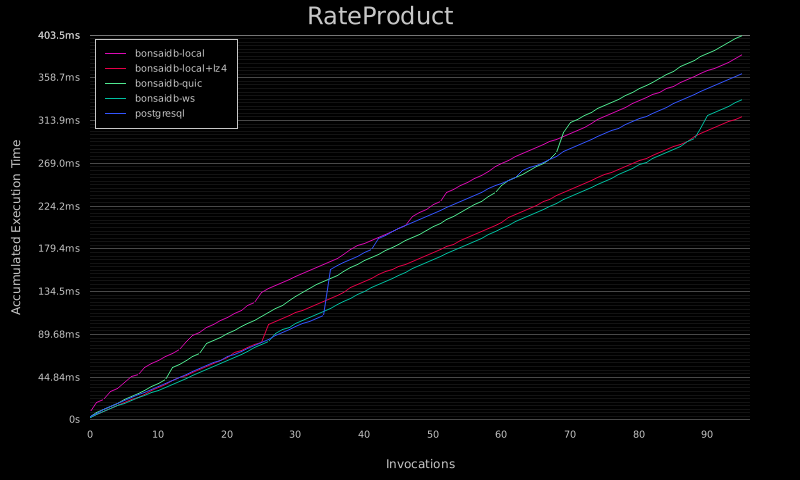 RateProduct
403.5ms
358.7ms
313.9ms
269.0ms
224.2ms
179.4ms
134.5ms
89.68ms
44.84ms
0s
Accumulated Execution Time
bonsaidb-local
bonsaidb-local+lz4
bonsaidb-quic
bonsaidb-ws
postgresql
0 10 20 30 40 50 60 70 80 90
Invocations